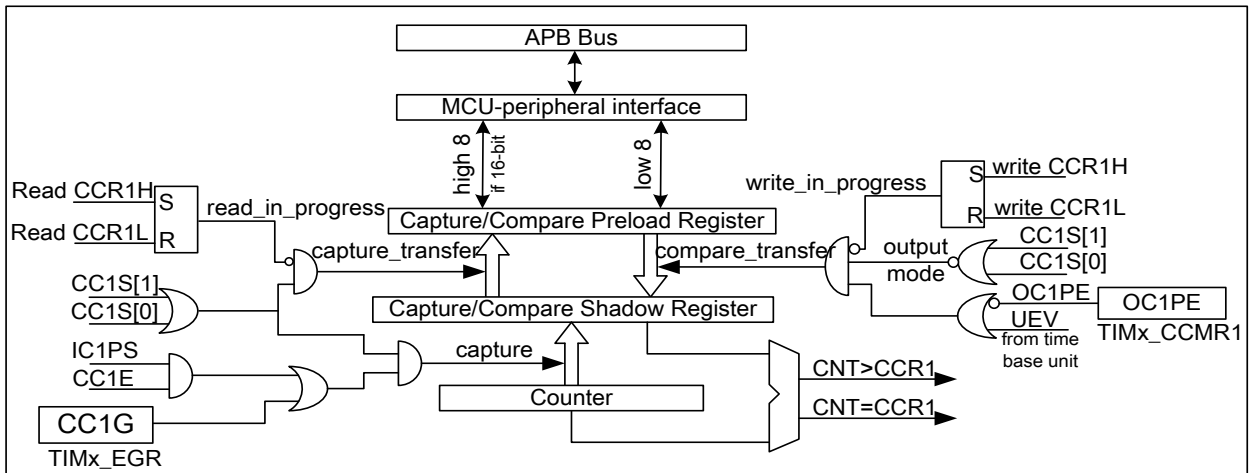 APB Bus
MCU-peripheral interface
high 8
if 16-bit
low 8
Read CCR1H
S
read_in_progress
Read CCR1L
R
write_in_progress
S
write CCR1H
R
write CCR1L
Capture/Compare Preload Register
capture_transfer
compare_transfer
output
mode
CC1S[1]
CC1S[0]
CC1S[1]
CC1S[0]
Capture/Compare Shadow Register
OC1PE
OC1PE
UEV
TIMx_CCMR1
from time
base unit
IC1PS
CC1E
capture
Counter
CNT>CCR1
CNT=CCR1
CC1G
TIMx_EGR